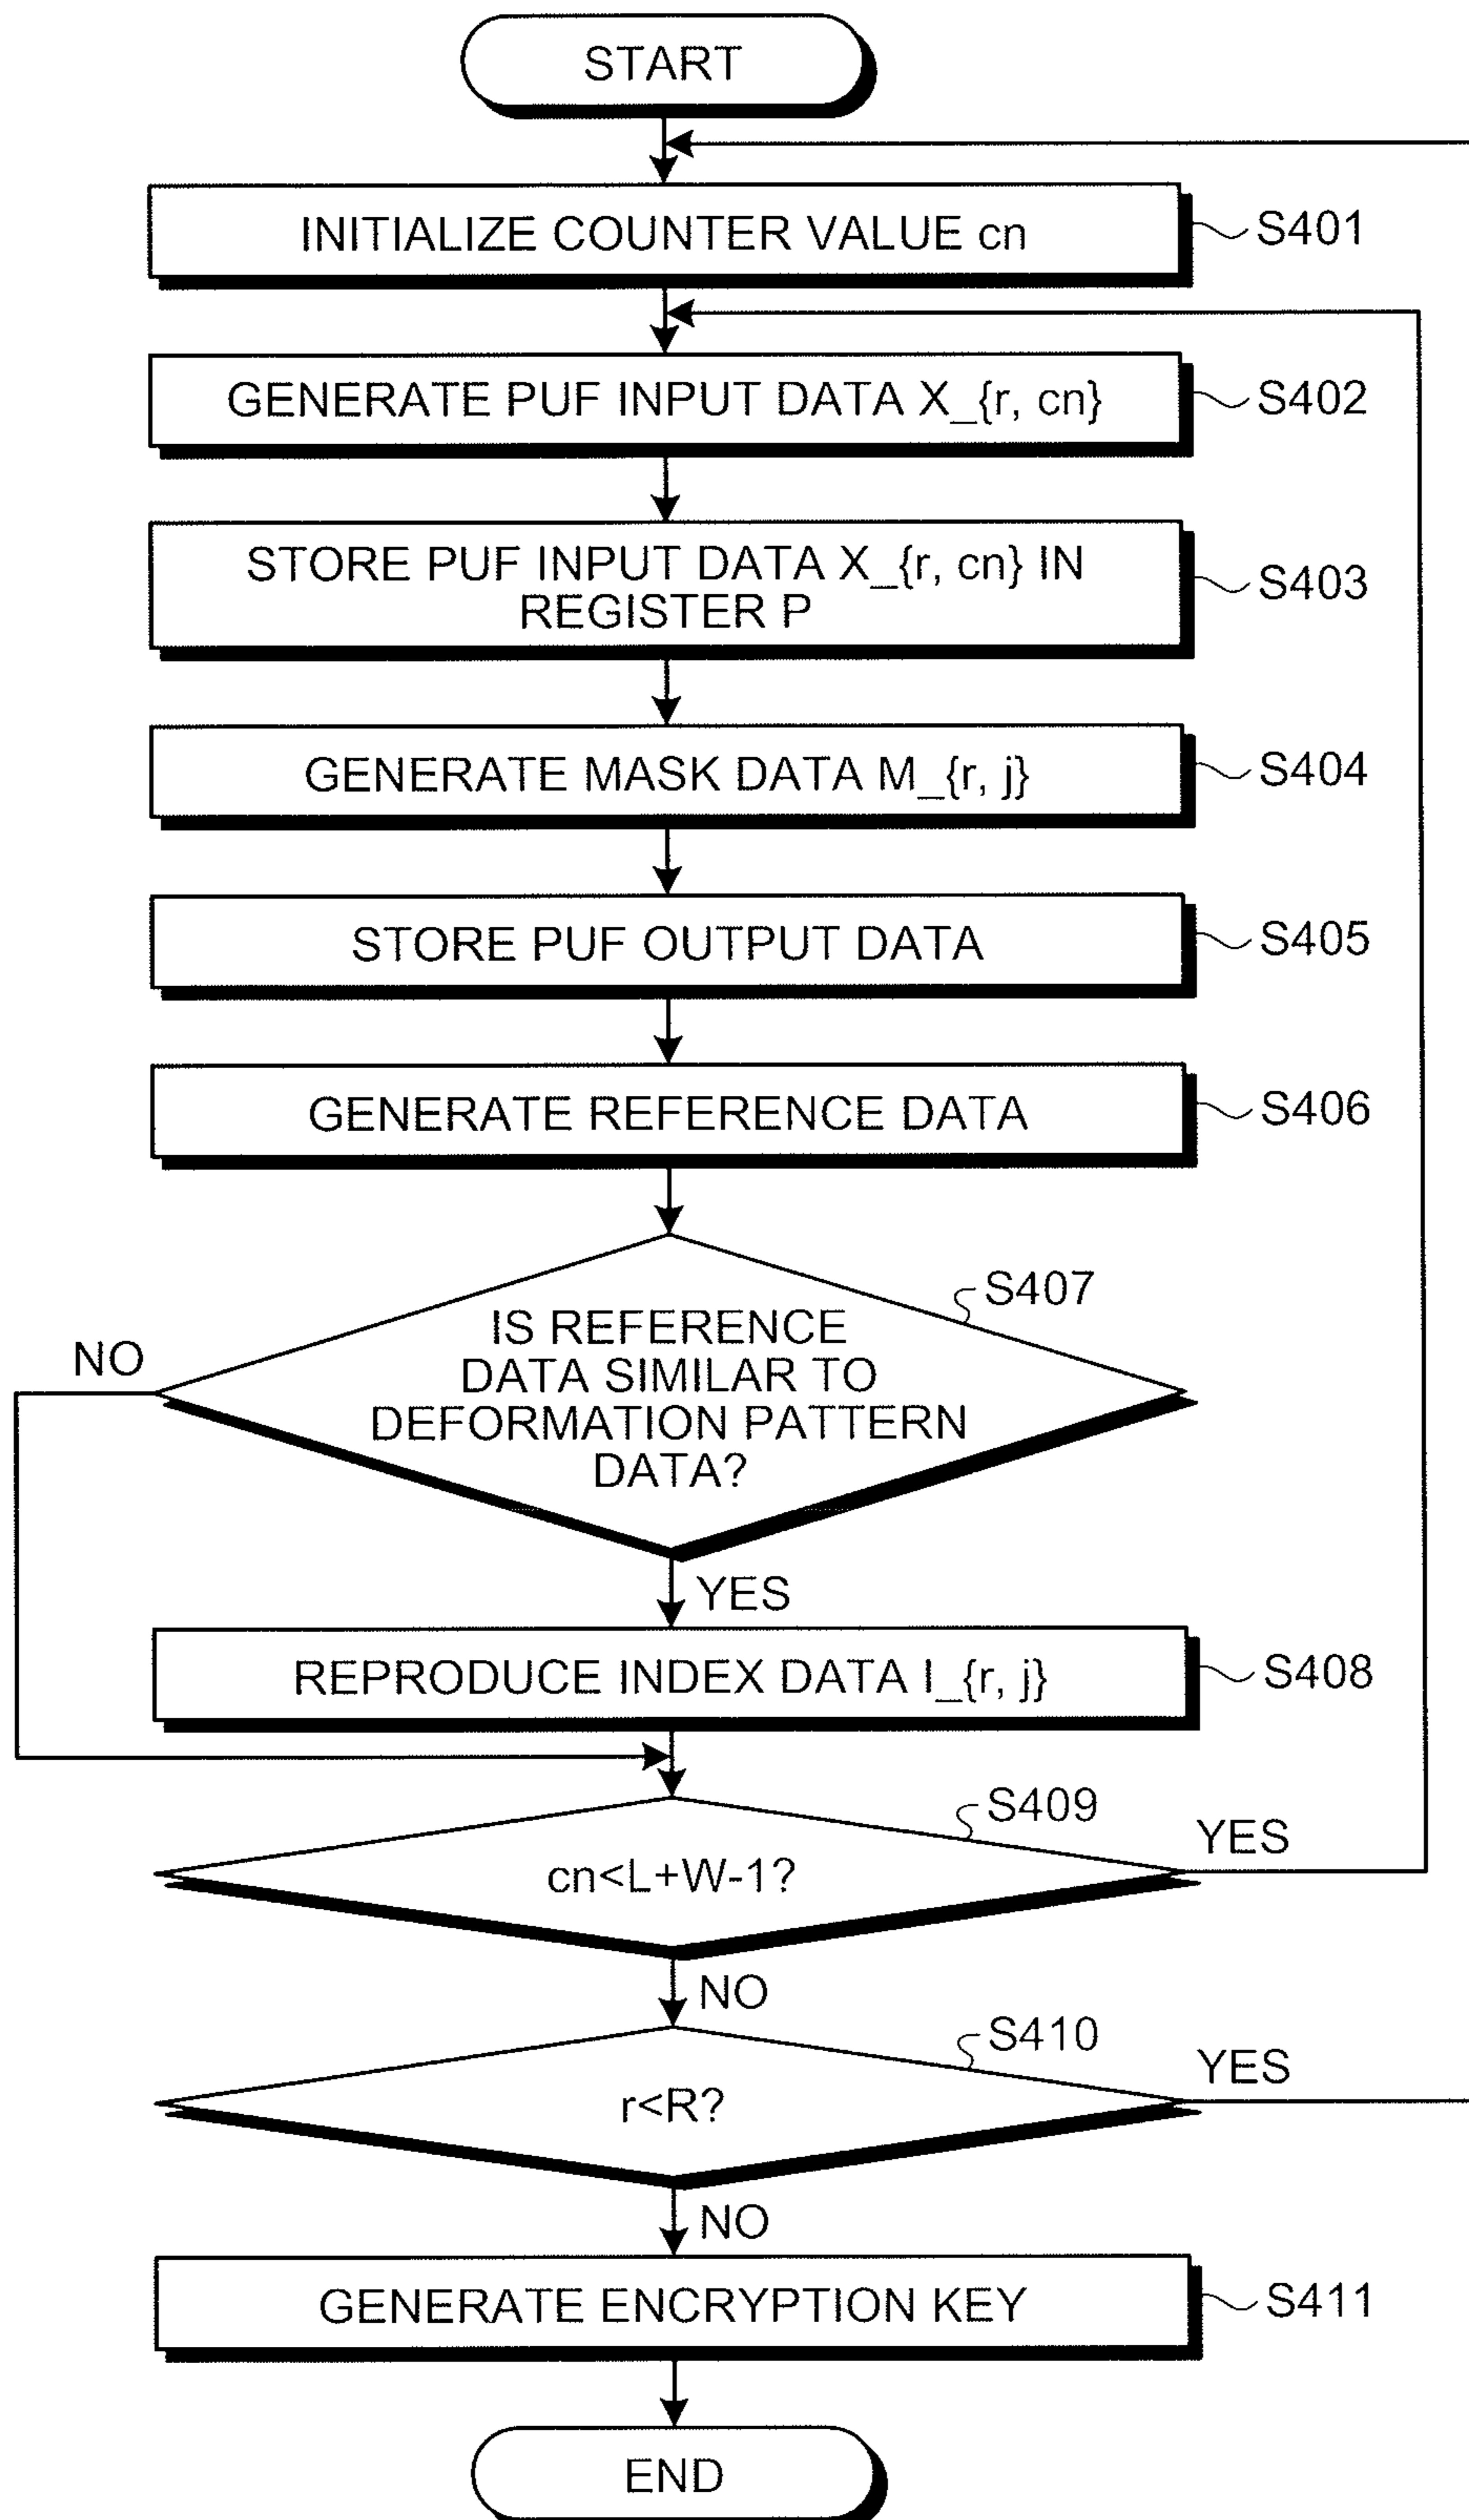 START
INITIALIZE COUNTER VALUE cn
S401
GENERATE PUF INPUT DATA X_{r, cn}
S402
STORE PUF INPUT DATA X_{r, cn} IN
REGISTER P
S403
GENERATE MASK DATA M_{r, j}
S404
STORE PUF OUTPUT DATA
S405
GENERATE REFERENCE DATA
S406
S407
IS REFERENCE
DATA SIMILAR TO
DEFORMATION PATTERN
DATA?
NO
YES
REPRODUCE INDEX DATA I_{r, j}
S408
S409
cn<L+W-1?
YES
NO
S410
r<R?
YES
NO
GENERATE ENCRYPTION KEY
S411
END